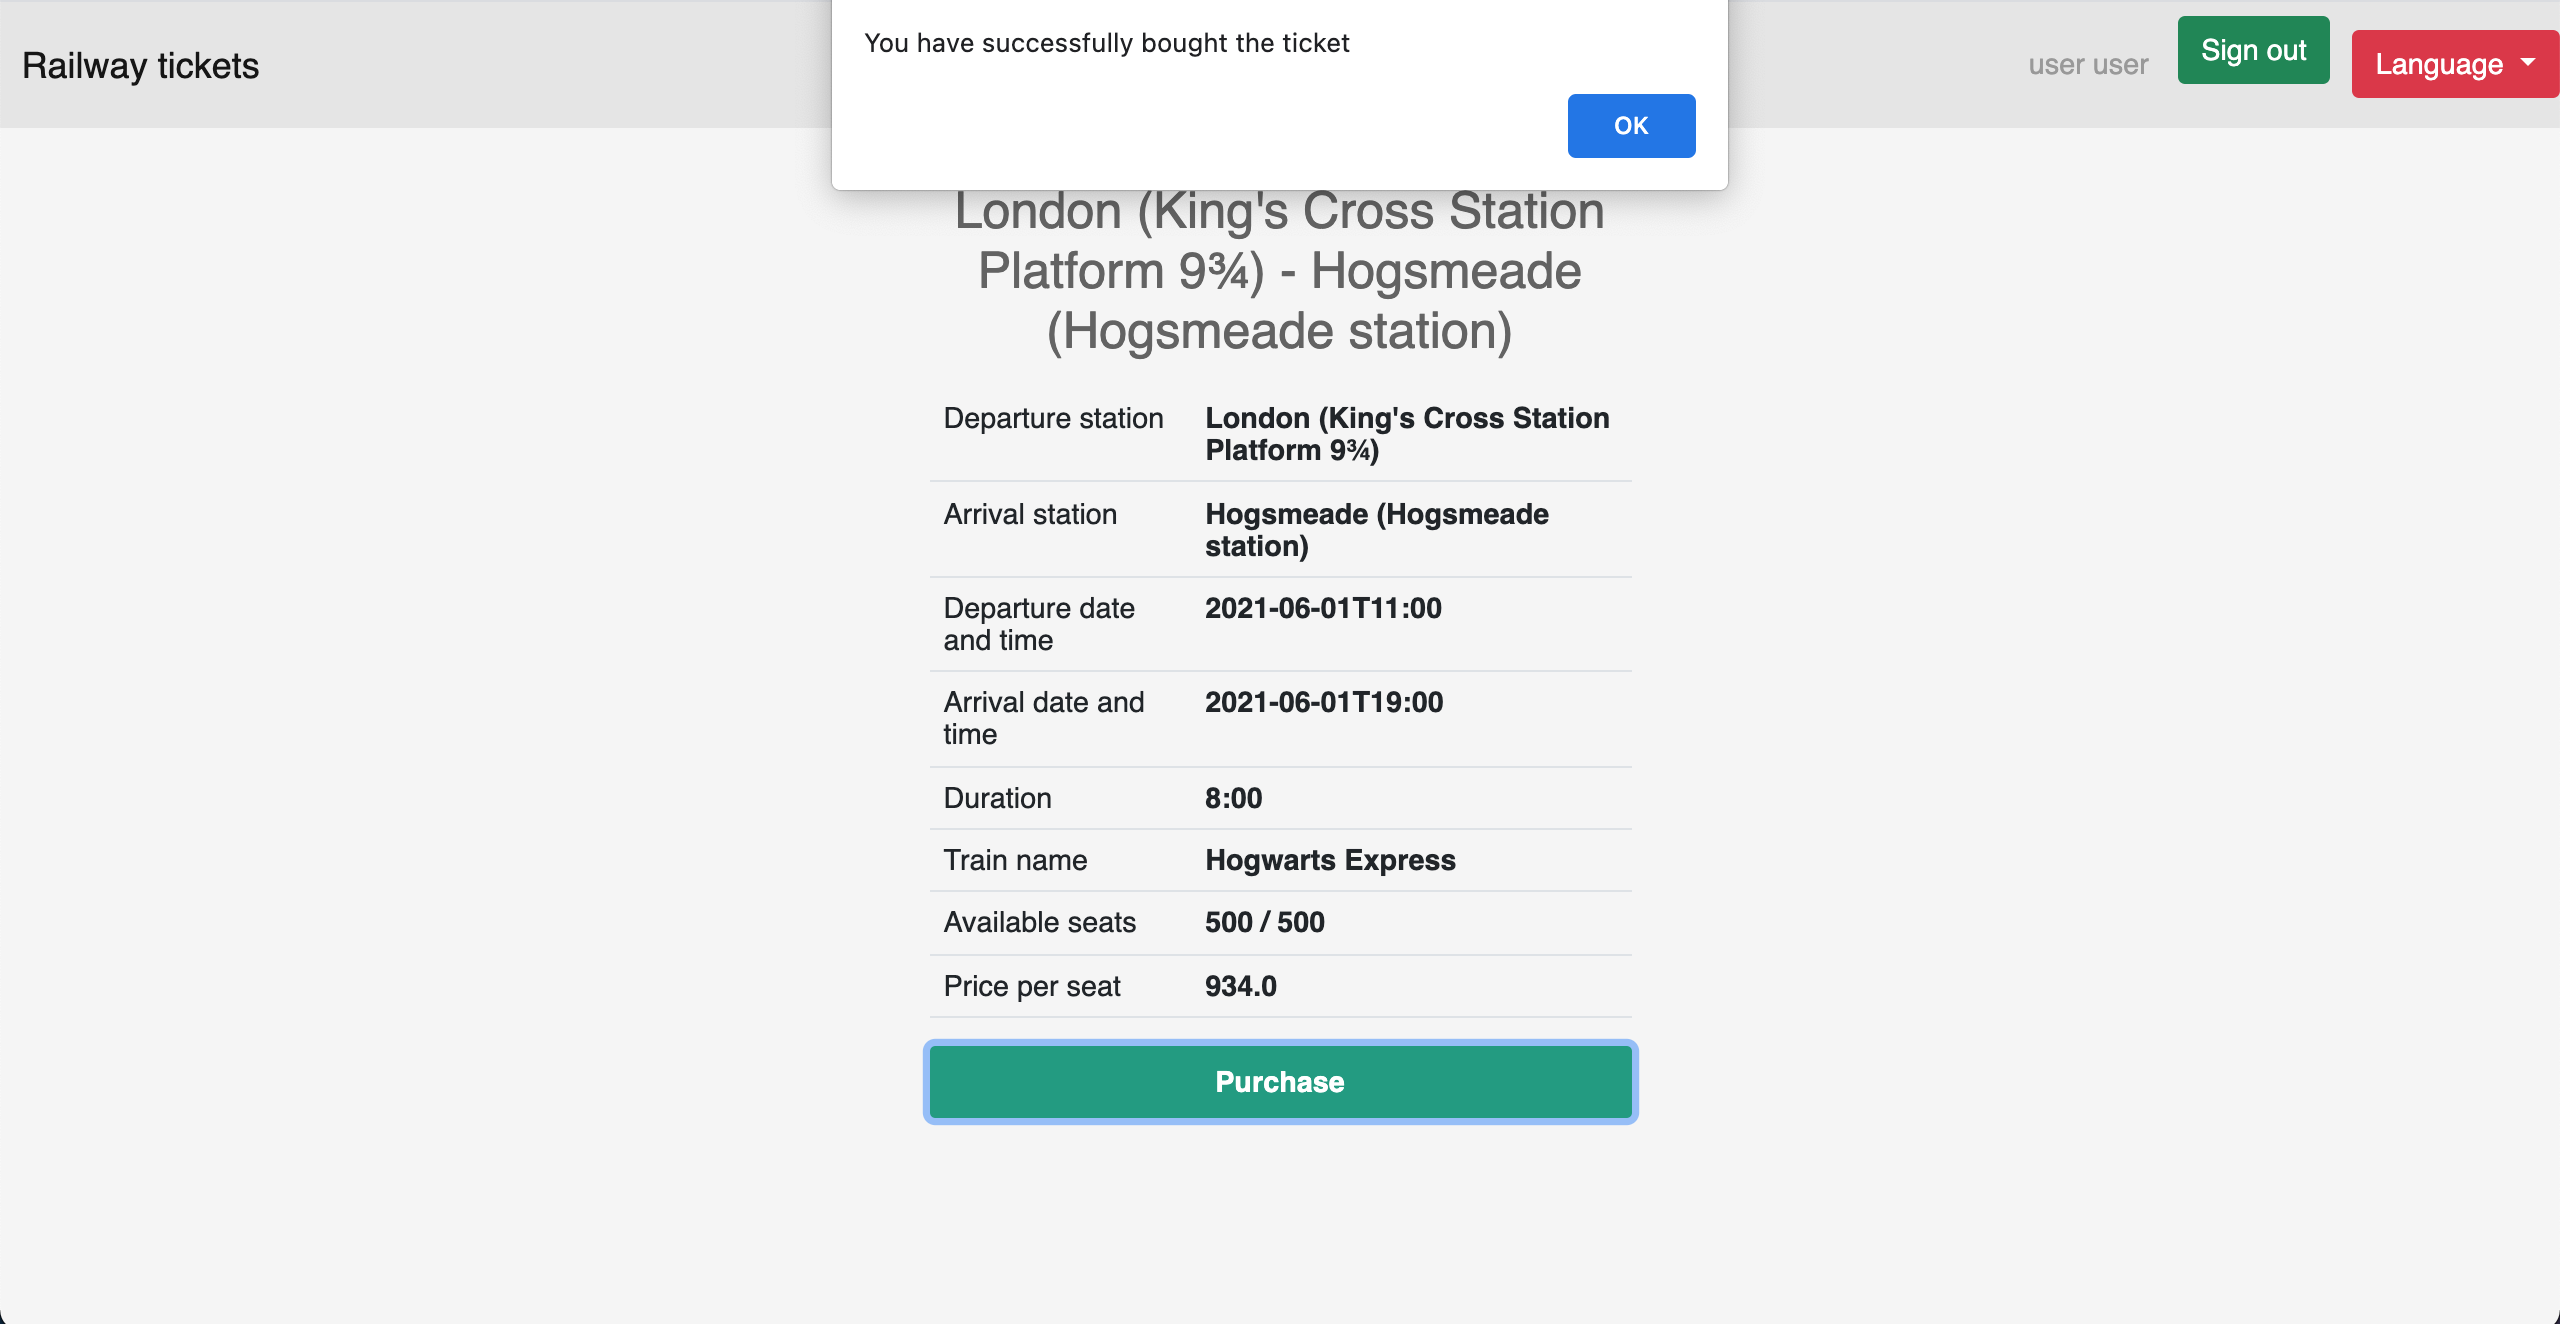 You have successfully bought the ticket
OK
Railway tickets
user user
Sign out
Language
London (King's Cross Station
Platform 9¾) - Hogsmeade
(Hogsmeade station)
Departure station
London (King's Cross Station
Platform 9¾)
Arrival station
Hogsmeade (Hogsmeade
station)
Departure date
and time
2021-06-01T11:00
Arrival date and
time
2021-06-01T19:00
Duration
8:00
Train name
Hogwarts Express
Available seats
500 / 500
Price per seat
934.0
Purchase